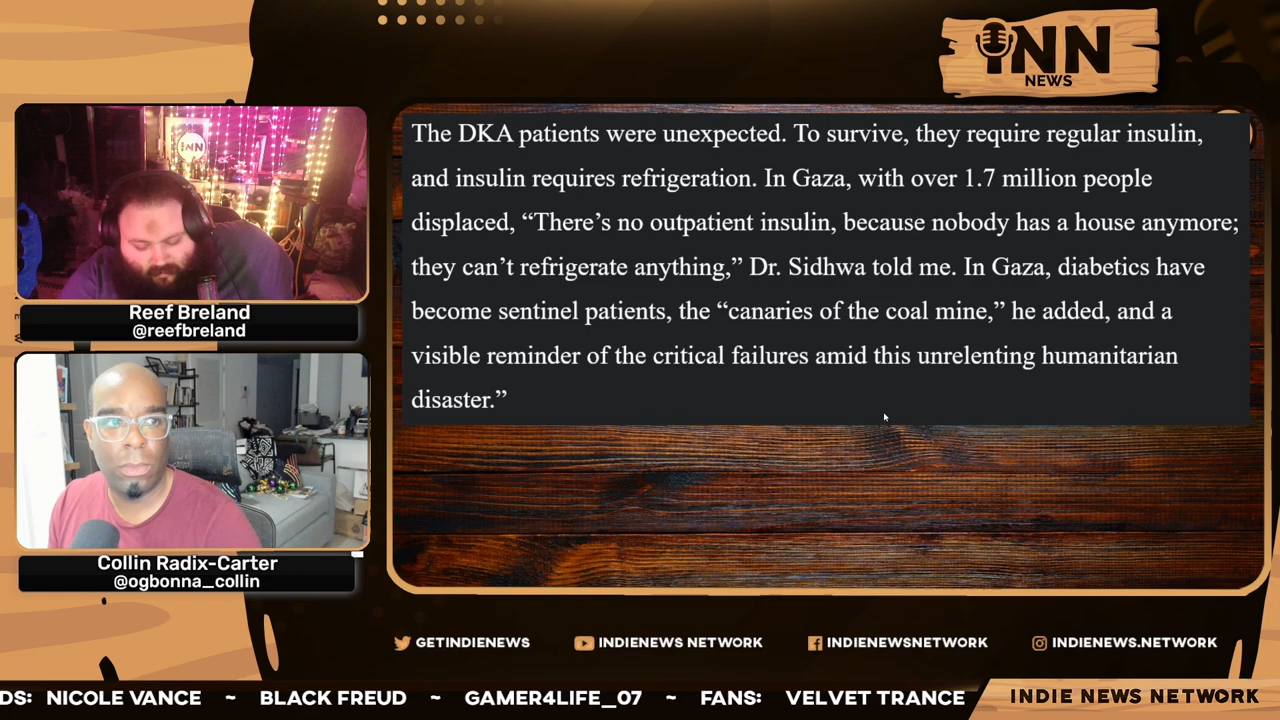 INN
NEWS
INN
The DKA patients were unexpected. To survive, they require regular insulin,
and insulin requires refrigeration. In Gaza, with over 1.7 million people
displaced, “There’s no outpatient insulin, because nobody has a house anymore;
they can’t refrigerate anything,” Dr. Sidhwa told me. In Gaza, diabetics have
become sentinel patients, the “canaries of the coal mine,” he added, and a
visible reminder of the critical failures amid this unrelenting humanitarian
disaster.”
Reef Breland
@reefbreland
Collin Radix-Carter
@ogbonna_collin
GETINDIENEWS
INDIENEWS NETWORK
INDIENEWSNETWORK
INDIENEWS.NETWORK
DS: NICOLE VANCE ~ BLACK FREUD ~ GAMER4LIFE_07 ~ FANS: VELVET TRANCE
INDIE NEWS NETWORK